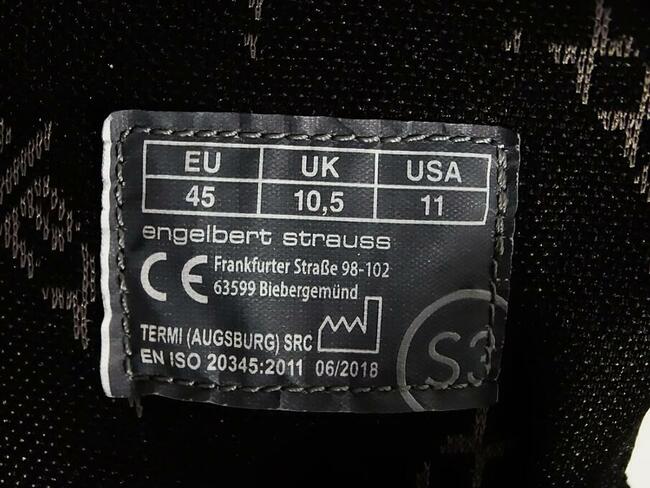 EU UK USA
45 10,5 11
engelbert strauss
CE Frankfurter Straße 98-102
63599 Biebergemünd
TERMI (AUGSBURG) SRC
EN ISO 20345:2011 06/2018
S3